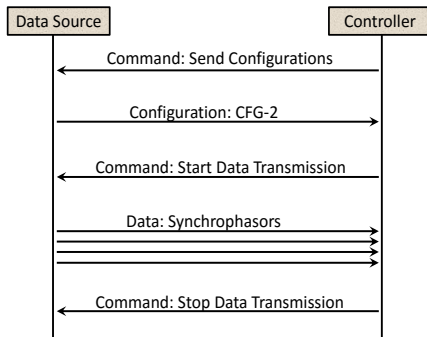 Data Source
Controller
Command: Send Configurations
Configuration: CFG-2
Command: Start Data Transmission
Data: Synchrophasors
Command: Stop Data Transmission